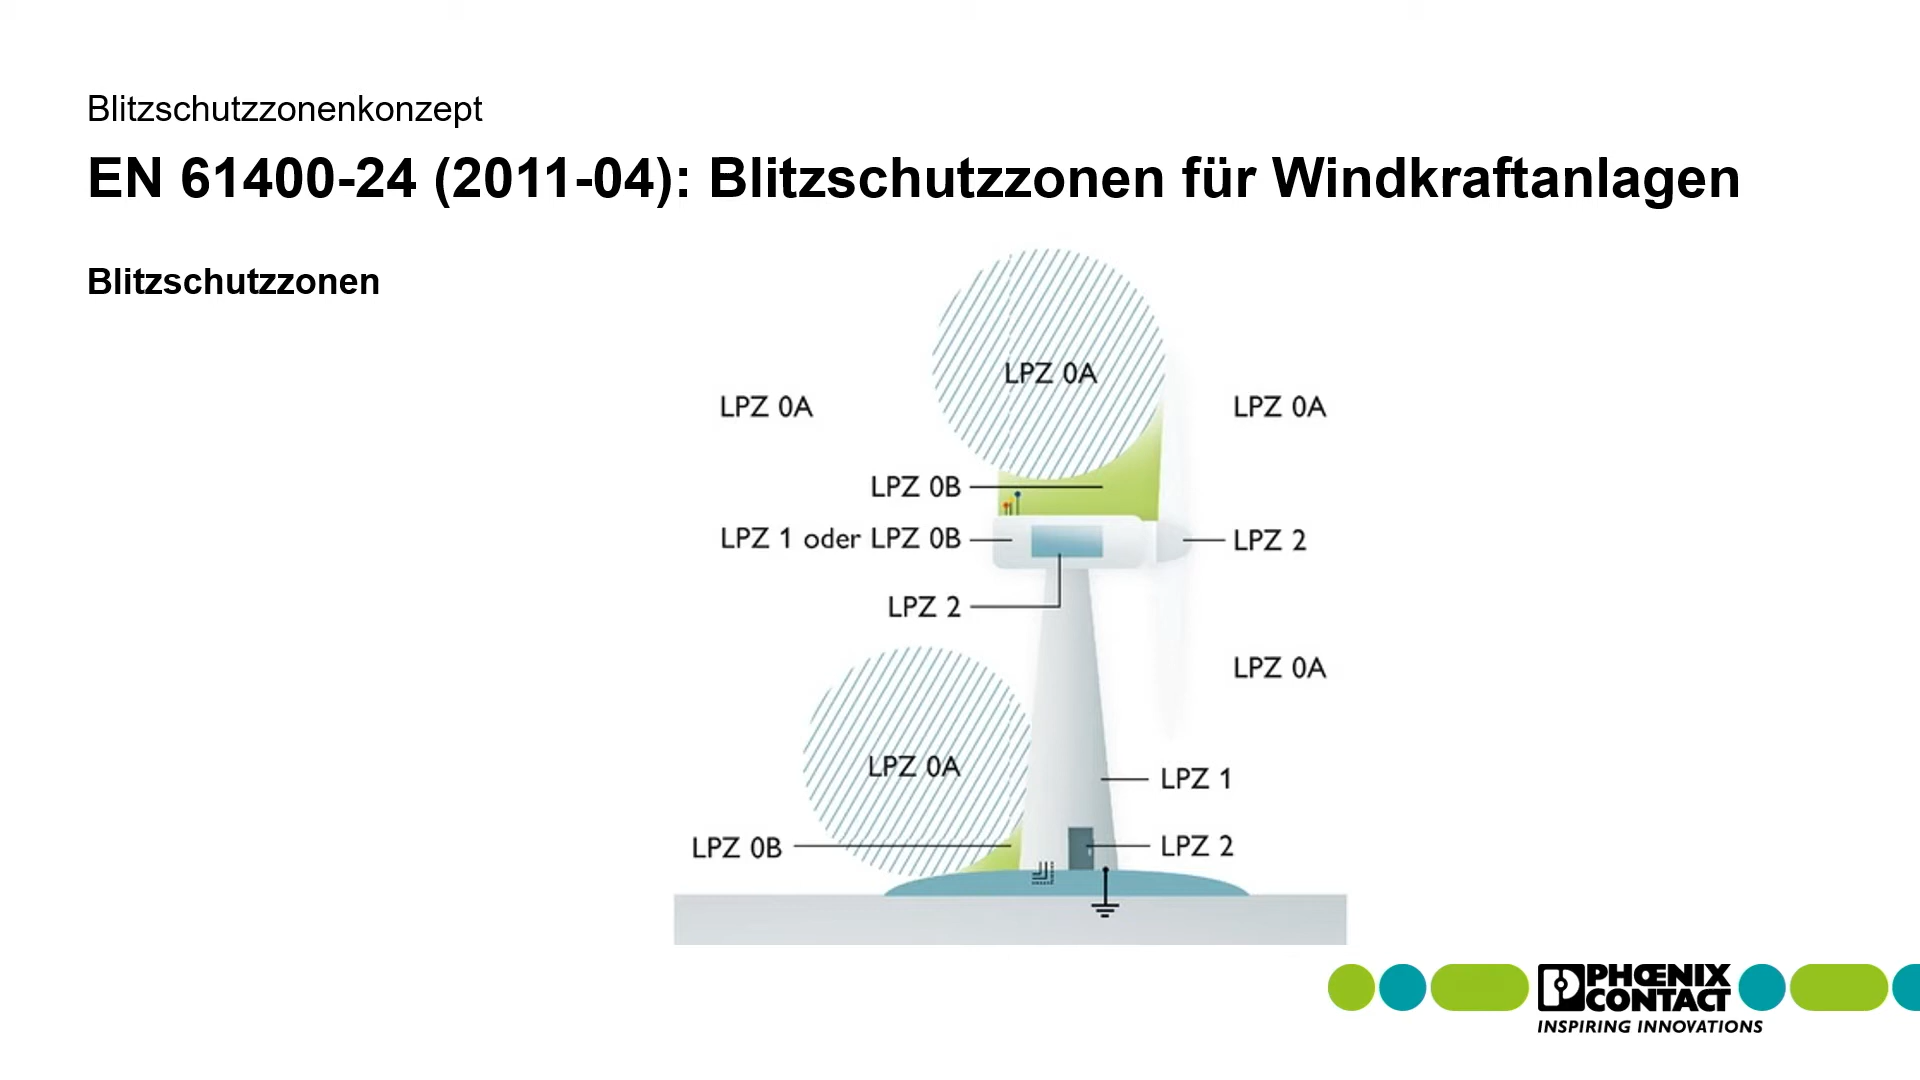 Blitzschutzzonenkonzept
EN 61400-24 (2011-04): Blitzschutzzonen für Windkraftanlagen
Blitzschutzzonen
LPZ 0A
LPZ 0A
LPZ 0A
LPZ 0B
LPZ 1 oder LPZ 0B
LPZ 2
LPZ 2
LPZ 0A
LPZ 0A
LPZ 1
LPZ 0B
LPZ 2
PHŒNIX
CONTACT
INSPIRING INNOVATIONS